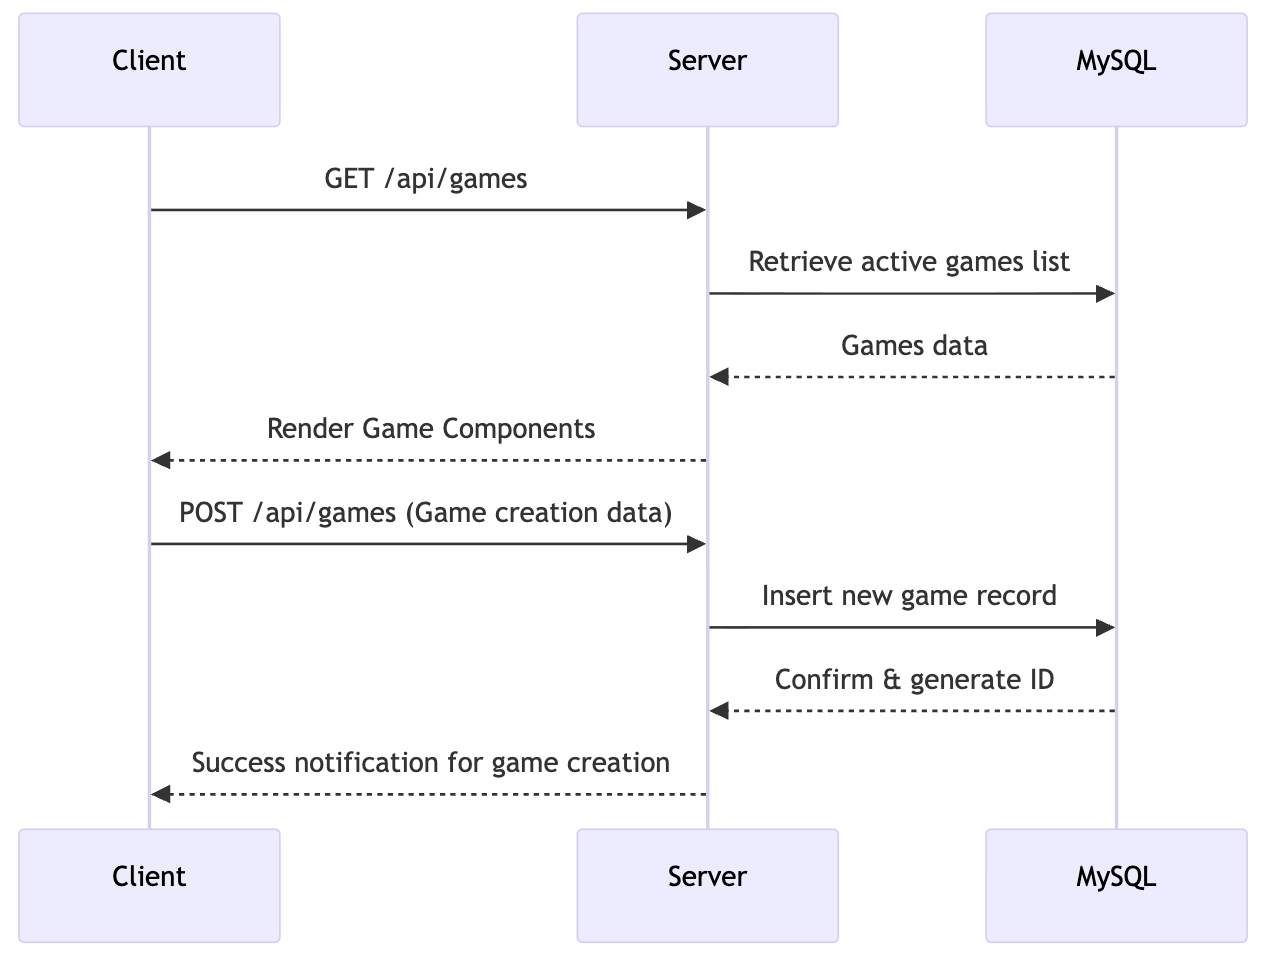 Client
Server
MySQL
GET /api/games
Retrieve active games list
Games data
Render Game Components
POST /api/games (Game creation data)
Insert new game record
Confirm & generate ID
Success notification for game creation
Client
Server
MySQL